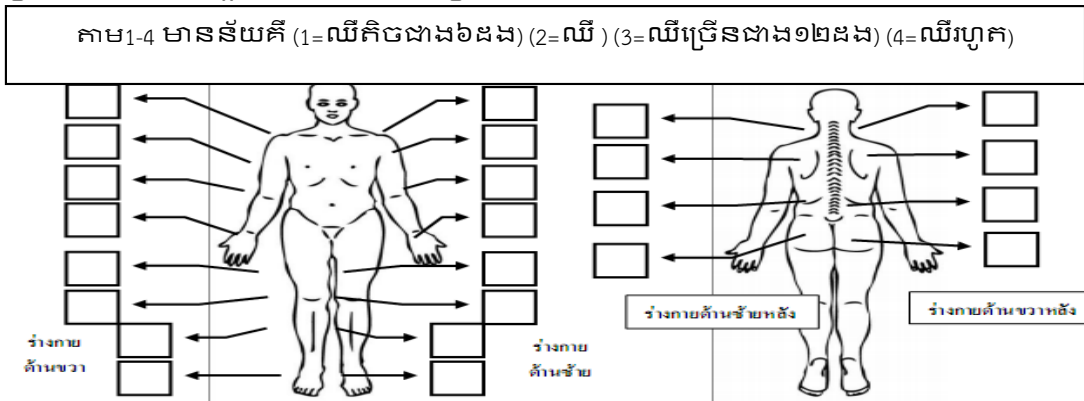 តាម1-4 មានន័យគឺ (1=ឈឺតិចជាង៦ដង) (2=ឈឺ ) (3=ឈឺច្រើនជាង១២ដង) (4=ឈឺរហូត)
ร่างกาย
ด้านขวา
ร่างกาย
ด้านซ้าย
ร่างกายด้านซ้ายหลัง
ร่างกายด้านขวาหลัง